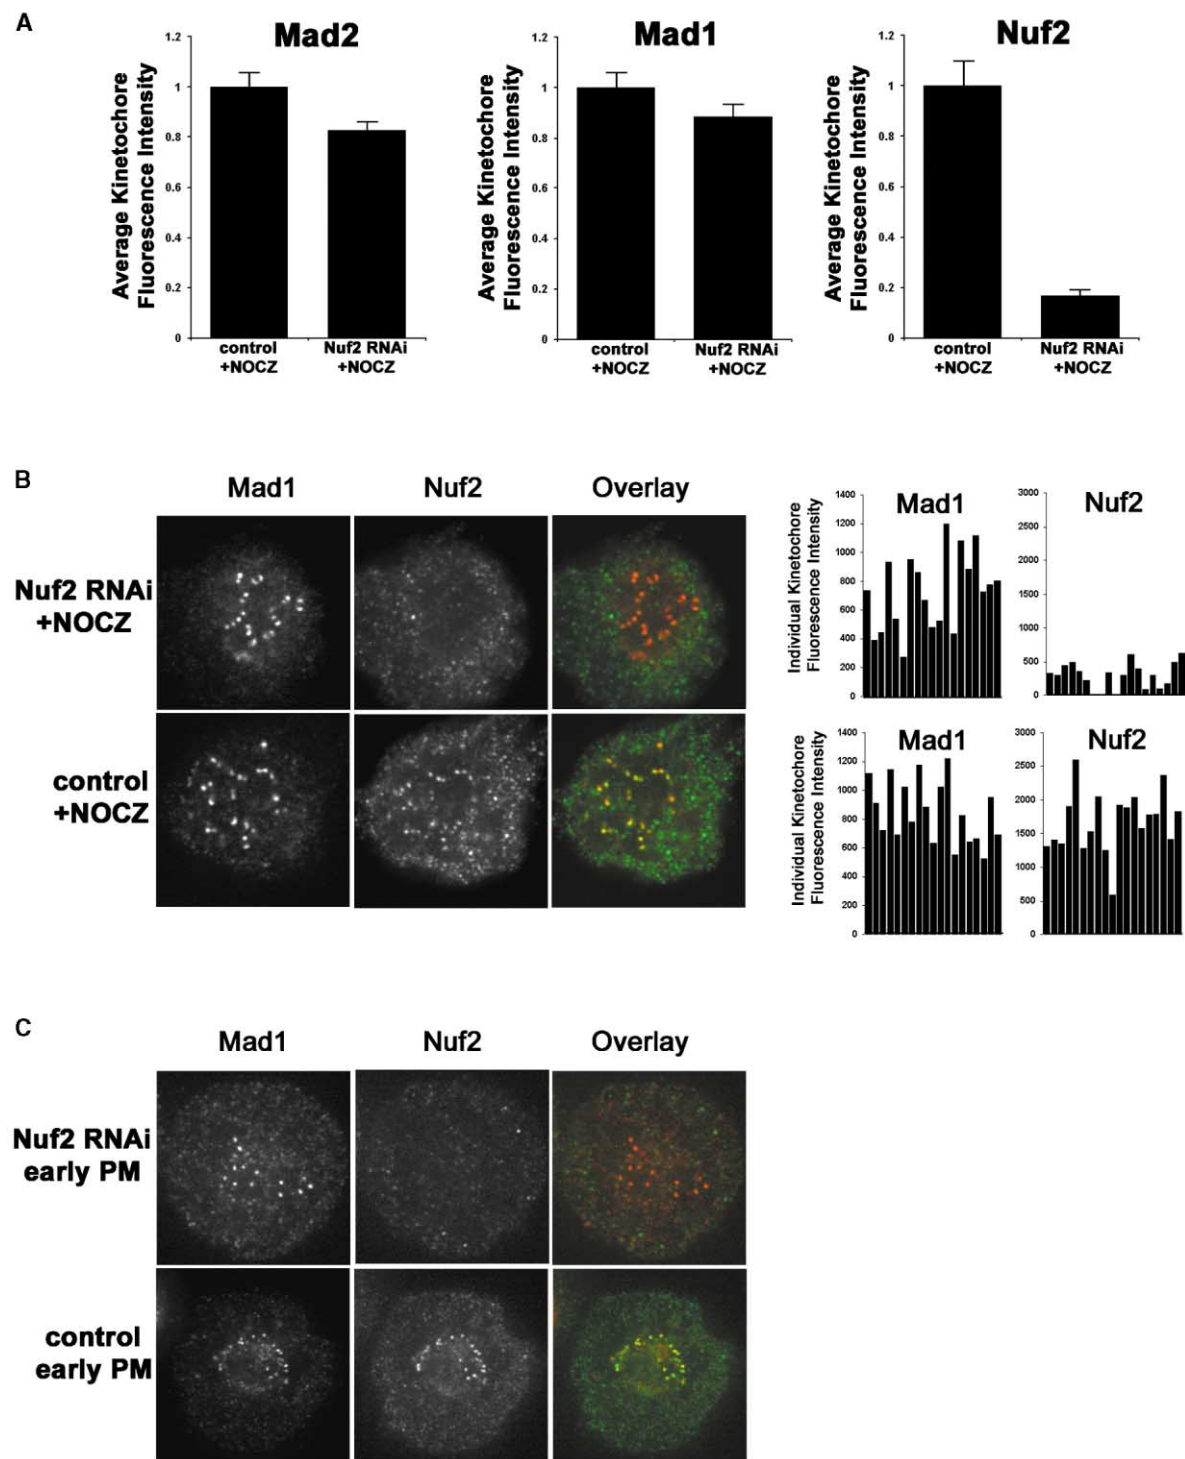 A
Mad2
Mad1
Nuf2
Average Kinetochore
Fluorescence Intensity
1.2
1
0.8
0.6
0.4
0.2
0
control
+NOCZ
Nuf2 RNAi
+NOCZ
Average Kinetochore
Fluorescence Intensity
1.2
1
0.8
0.6
0.4
0.2
0
control
+NOCZ
Nuf2 RNAi
+NOCZ
Average Kinetochore
Fluorescence Intensity
1.2
1
0.8
0.6
0.4
0.2
0
control
+NOCZ
Nuf2 RNAi
+NOCZ
B
Mad1
Nuf2
Overlay
Nuf2 RNAi
+NOCZ
control
+NOCZ
Individual Kinetochore
Fluorescence Intensity
1400
1200
1000
800
600
400
200
0
Mad1
3000
2500
2000
1500
1000
500
0
Nuf2
Individual Kinetochore
Fluorescence Intensity
1400
1200
1000
800
600
400
200
0
Mad1
3000
2500
2000
1500
1000
500
0
Nuf2
C
Mad1
Nuf2
Overlay
Nuf2 RNAi
early PM
control
early PM